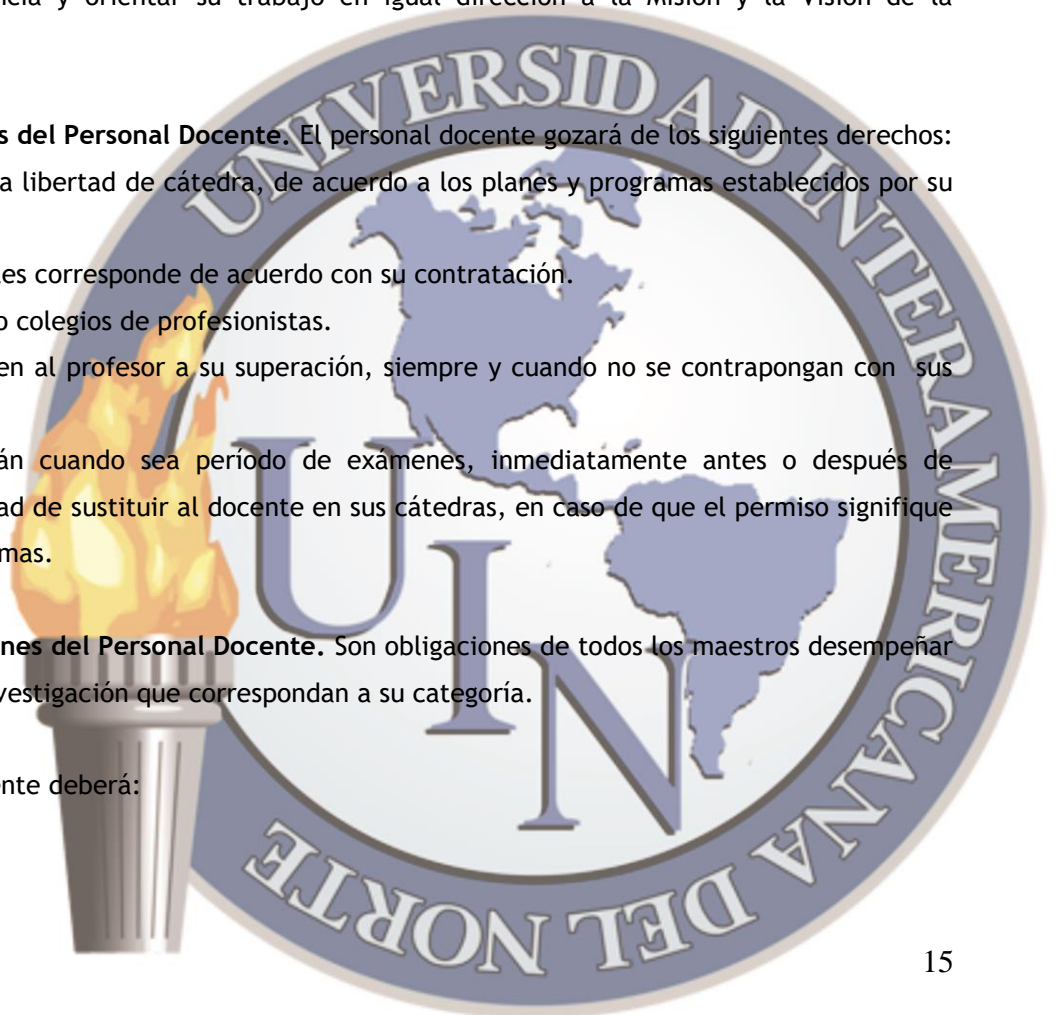 encia y orientar su trabajo en igual dirección a la Misión y la Visión de la
s del Personal Docente. El personal docente gozará de los siguientes derechos:
a libertad de cátedra, de acuerdo a los planes y programas establecidos por su
les corresponde de acuerdo con su contratación.
o colegios de profesionistas.
en al profesor a su superación, siempre y cuando no se contrapongan con sus
án cuando sea período de exámenes, inmediatamente antes o después de
ad de sustituir al docente en sus cátedras, en caso de que el permiso signifique
mas.
nes del Personal Docente. Son obligaciones de todos los maestros desempeñar
vestigación que correspondan a su categoría.
ente deberá:
15
UNIVERSIDAD INTERAMERICANA DEL NORTE
UIN